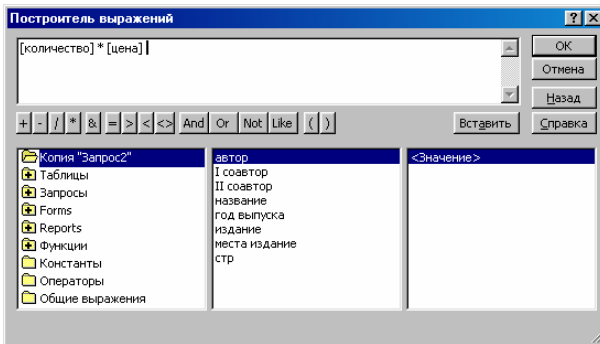 Построитель выражений
[количество] * [цена]
ОК
Отмена
Назад
+ - / * & = > < <> And Or Not Like ( ) Вставить Справка
Копия "Запрос2"
Таблицы
Запросы
Forms
Reports
Функции
Константы
Операторы
Общие выражения
автор
I соавтор
II соавтор
название
год выпуска
издание
места издание
стр
<Значение>